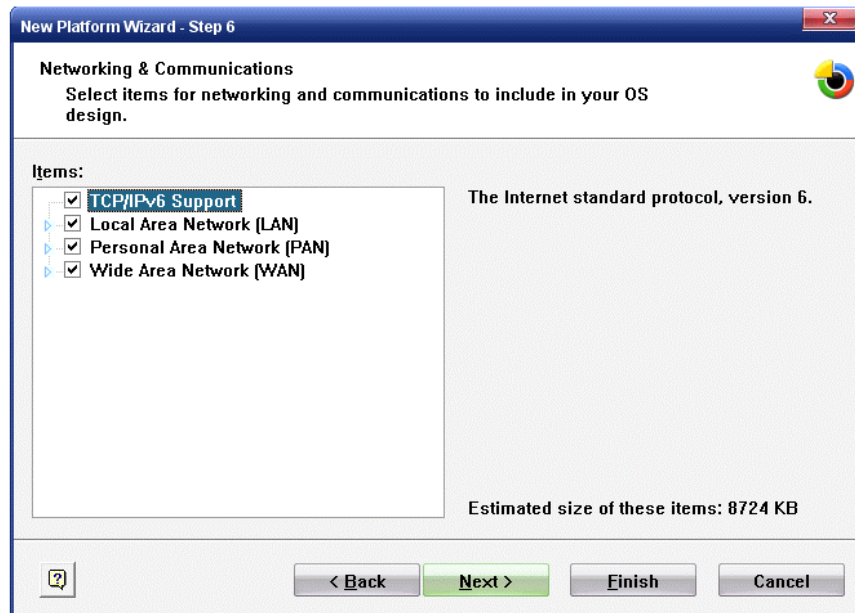 New Platform Wizard - Step 6
Networking & Communications
Select items for networking and communications to include in your OS
design.
Items:
TCP/IPv6 Support
Local Area Network (LAN)
Personal Area Network (PAN)
Wide Area Network (WAN)
The Internet standard protocol, version 6.
Estimated size of these items: 8724 KB
?
< Back
Next >
Finish
Cancel